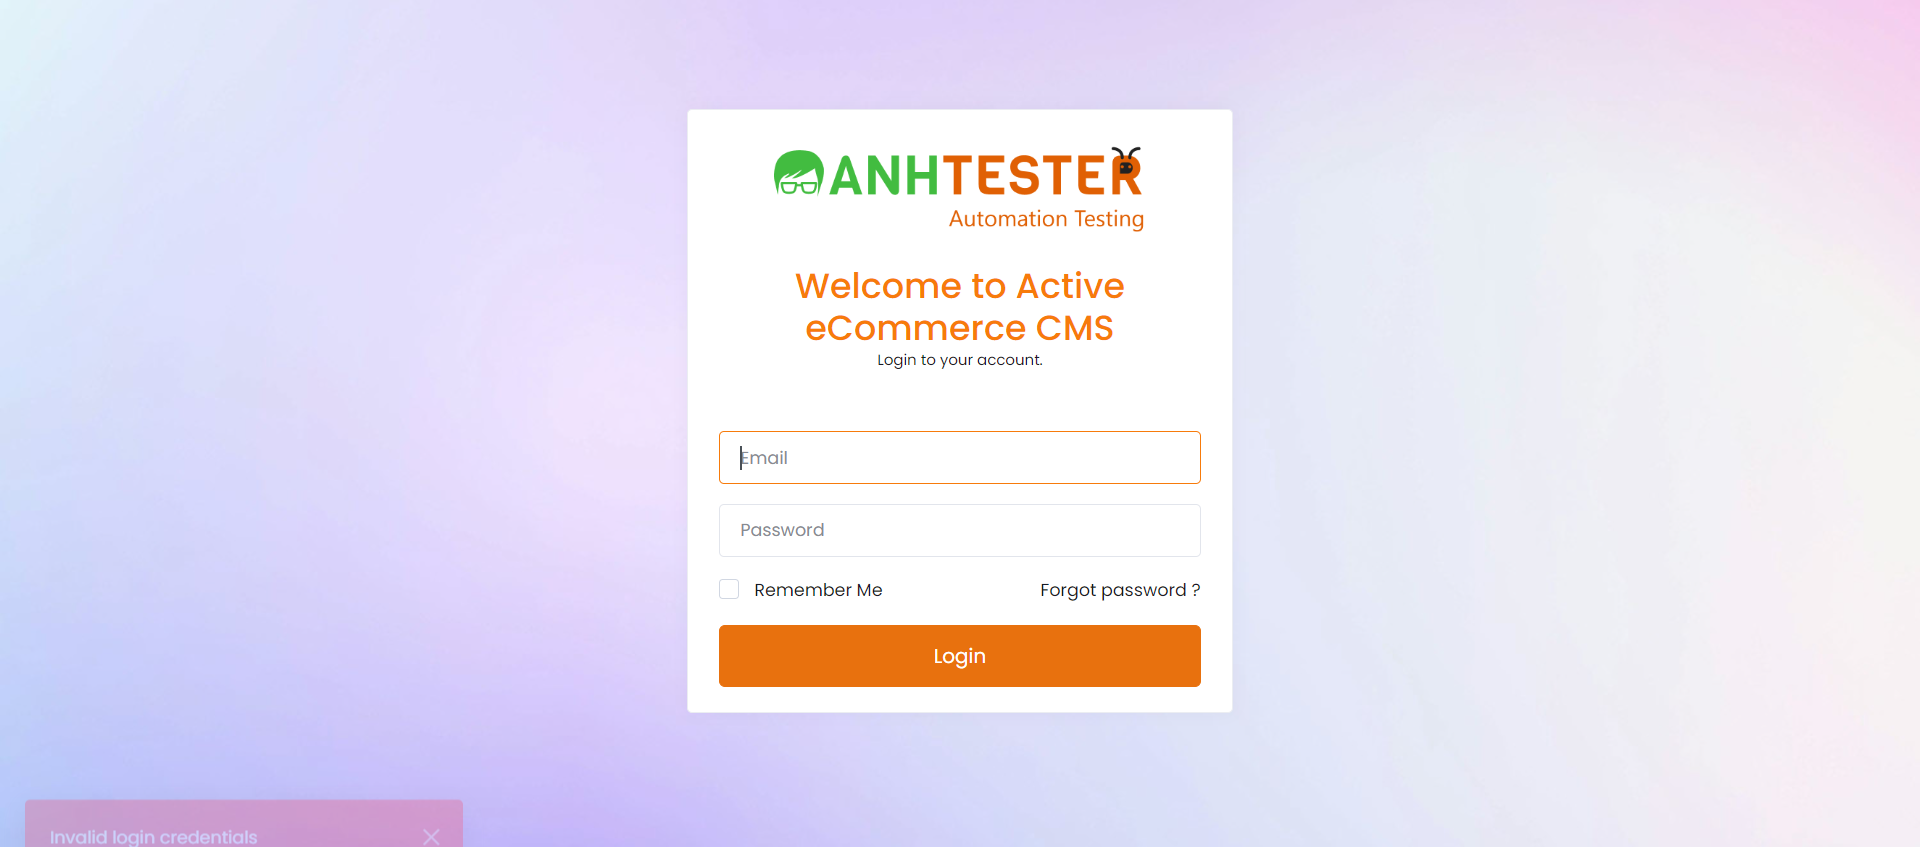 ANHTESTER
Automation Testing
Welcome to Active
eCommerce CMS
Login to your account.
Email
Password
Remember Me
Forgot password ?
Login
Invalid login credentials